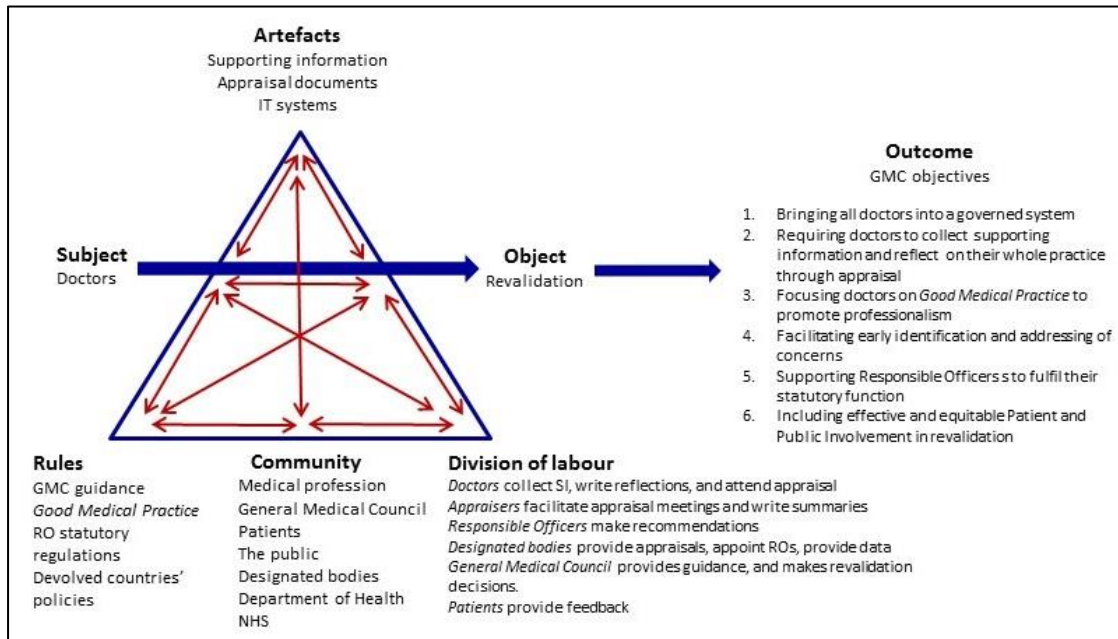 Artefacts
Supporting information
Appraisal documents
IT systems
Subject
Doctors
Object
Revalidation
Outcome
GMC objectives
1. Bringing all doctors into a governed system
2. Requiring doctors to collect supporting
information and reflect on their whole practice
through appraisal
3. Focusing doctors on Good Medical Practice to
promote professionalism
4. Facilitating early identification and addressing of
concerns
5. Supporting Responsible Officer s to fulfil their
statutory function
6. Including effective and equitable Patient and
Public Involvement in revalidation
Rules
GMC guidance
Good Medical Practice
RO statutory
regulations
Devolved countries’
policies
Community
Medical profession
General Medical Council
Patients
The public
Designated bodies
Department of Health
NHS
Division of labour
Doctors collect SI, write reflections, and attend appraisal
Appraisers facilitate appraisal meetings and write summaries
Responsible Officers make recommendations
Designated bodies provide appraisals, appoint ROs, provide data
General Medical Council provides guidance, and makes revalidation
decisions.
Patients provide feedback